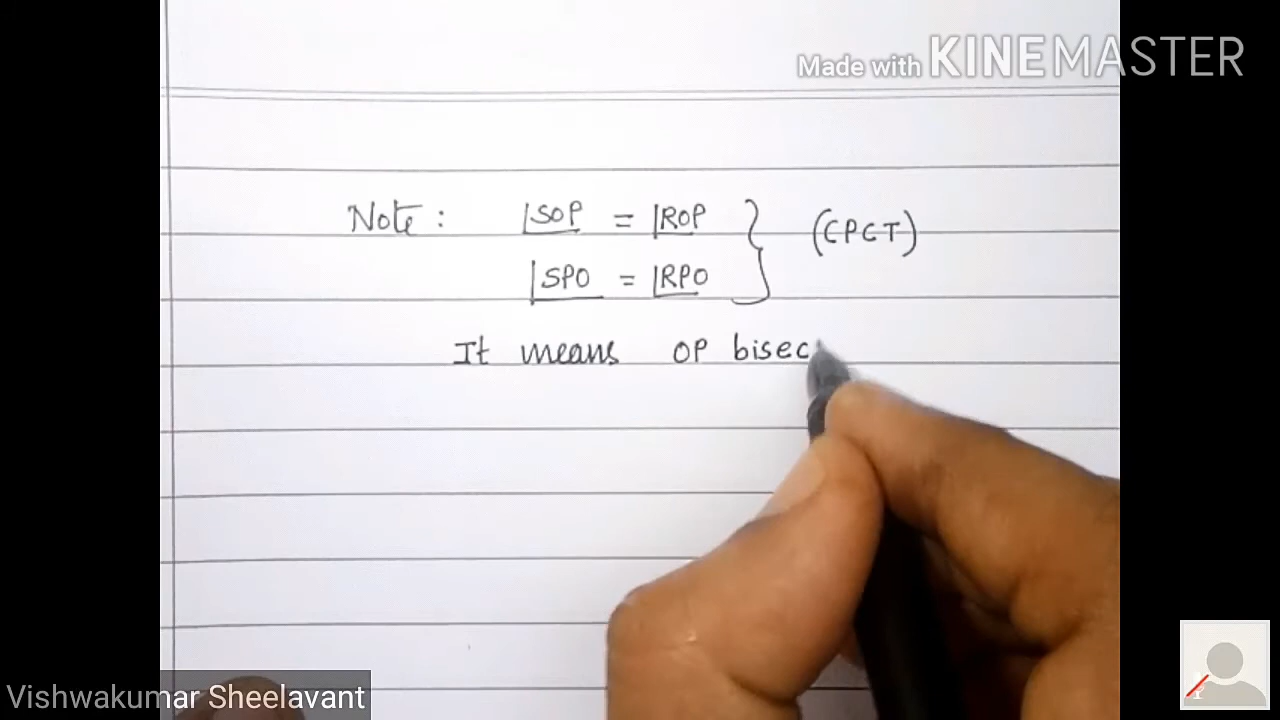 Made with KINEMASTER
Note : ∠SOP = ∠ROP
(CPCT)
∠SPO = ∠RPO
It means OP bisec
Vishwakumar Sheelavant